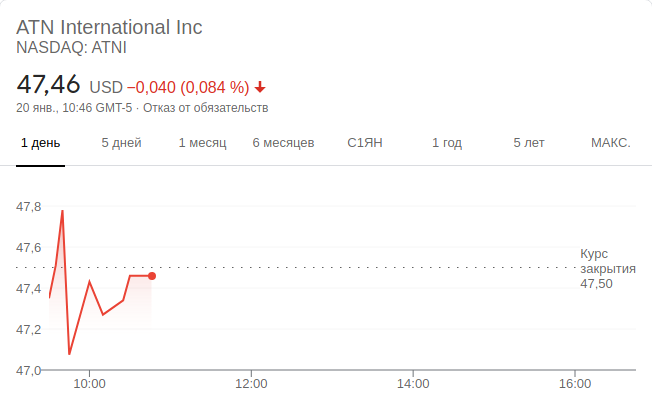 ATN International Inc
NASDAQ: ATNI
47,46 USD −0,040 (0,084 %)
20 янв., 10:46 GMT-5 · Отказ от обязательств
1 день 5 дней 1 месяц 6 месяцев С1ЯН 1 год 5 лет МАКС.
47,8
47,6
47,4
47,2
47,0
Курс
закрытия
47,50
10:00 12:00 14:00 16:00